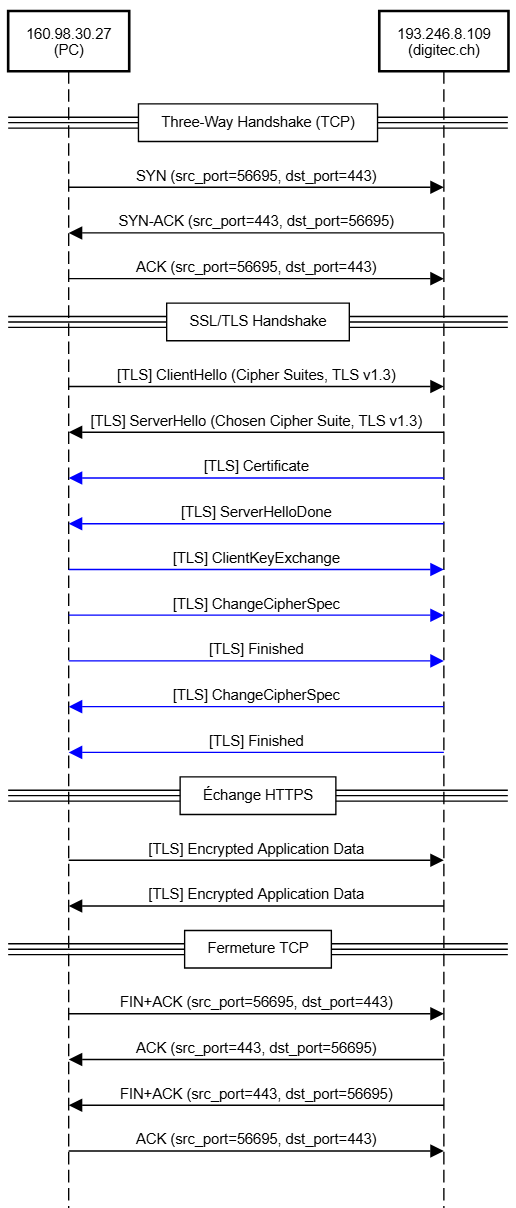 160.98.30.27
(PC)
193.246.8.109
(digitec.ch)
Three-Way Handshake (TCP)
SYN (src_port=56695, dst_port=443)
SYN-ACK (src_port=443, dst_port=56695)
ACK (src_port=56695, dst_port=443)
SSL/TLS Handshake
[TLS] ClientHello (Cipher Suites, TLS v1.3)
[TLS] ServerHello (Chosen Cipher Suite, TLS v1.3)
[TLS] Certificate
[TLS] ServerHelloDone
[TLS] ClientKeyExchange
[TLS] ChangeCipherSpec
[TLS] Finished
[TLS] ChangeCipherSpec
[TLS] Finished
Échange HTTPS
[TLS] Encrypted Application Data
[TLS] Encrypted Application Data
Fermeture TCP
FIN+ACK (src_port=56695, dst_port=443)
ACK (src_port=443, dst_port=56695)
FIN+ACK (src_port=443, dst_port=56695)
ACK (src_port=56695, dst_port=443)